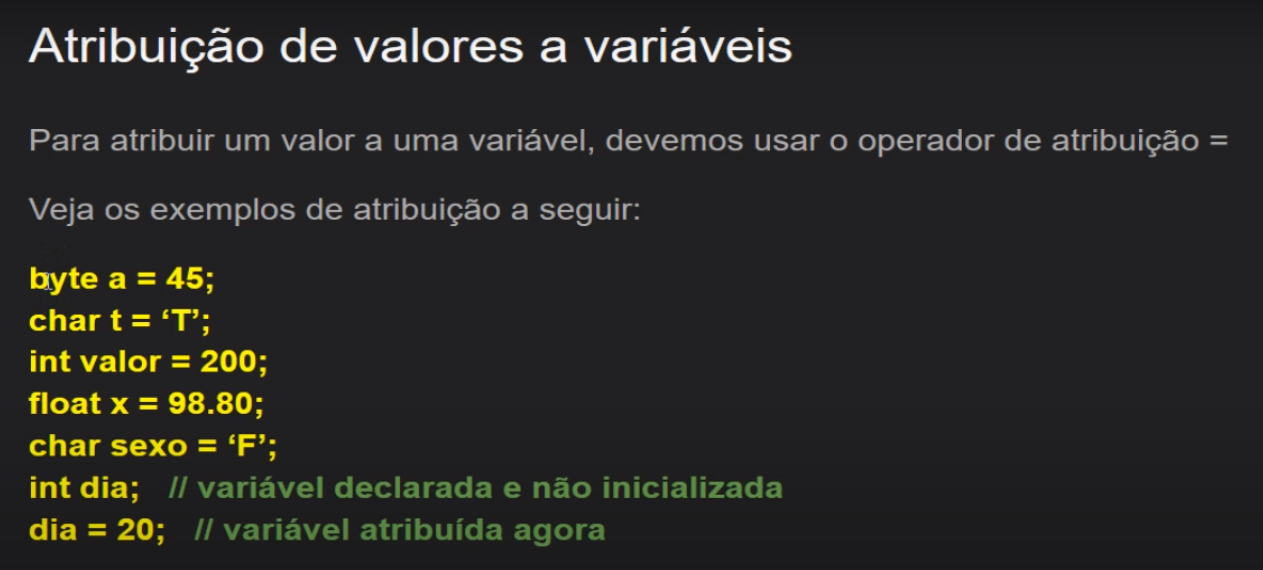 Atribuição de valores a variáveis
Para atribuir um valor a uma variável, devemos usar o operador de atribuição =
Veja os exemplos de atribuição a seguir:
byte a = 45;
char t = ‘T’;
int valor = 200;
float x = 98.80;
char sexo = ‘F’;
int dia;   // variável declarada e não inicializada
dia = 20;   // variável atribuída agora